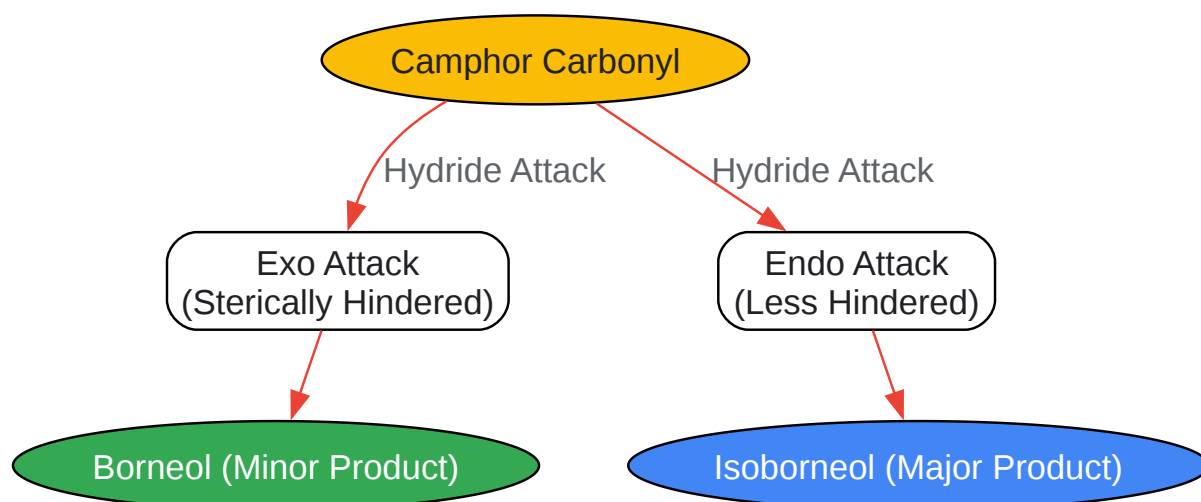 Camphor Carbonyl
Hydride Attack
Hydride Attack
Exo Attack
(Sterically Hindered)
Endo Attack
(Less Hindered)
Borneol (Minor Product)
Isoborneol (Major Product)